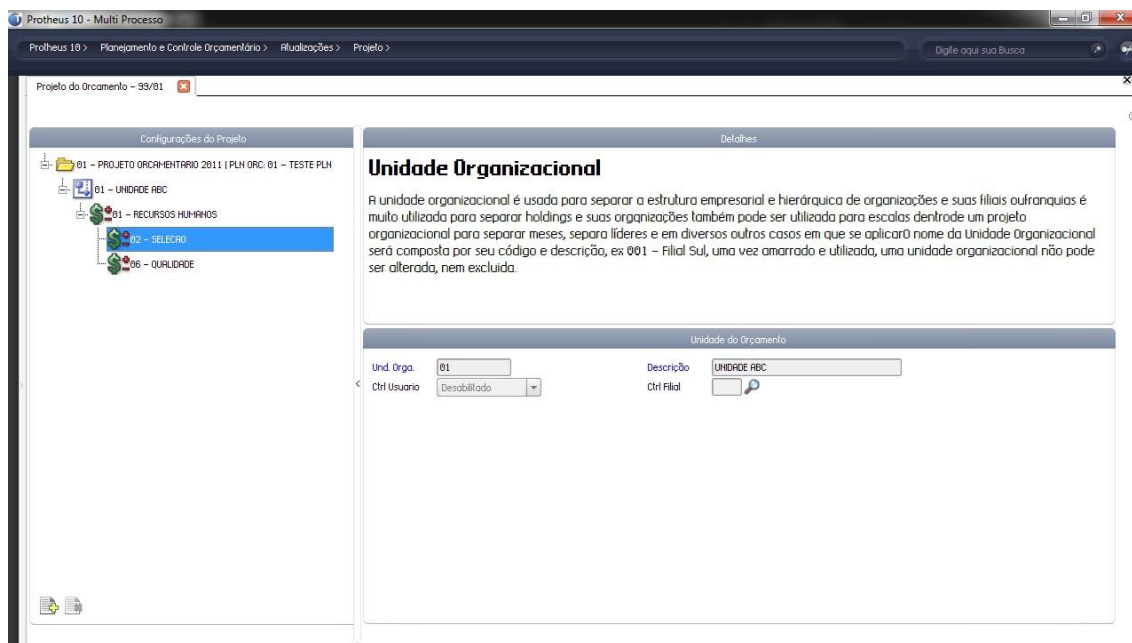 Protheus 10 - Multi Processo
Protheus 10 > Planejamento e Controle Orçamentário > Atualizações > Projeto >
Digite aqui sua Busca
Projeto do Orcamento - 99/01
Configurações do Projeto
01 - PROJETO ORCAMENTARIO 2011 | PLN ORC: 01 - TESTE PLN
01 - UNIDADE ABC
01 - RECURSOS HUMANOS
02 - SELECAO
06 - QUALIDADE
Detalhes
Unidade Organizacional
A unidade organizacional é usada para separar a estrutura empresarial e hierárquica de organizações e suas filiais oufranquias é
muito utilizada para separar holdings e suas orgqnizações também pode ser utilizada para escalas dentrode um projeto
organizacional para separar meses, separa líderes e em diversos outros casos em que se aplicarO nome da Unidade Organizacional
será composta por seu código e descrição, ex 001 - Filial Sul, uma vez amarrado e utilizada, uma unidade organizacional não pode
ser alterada, nem excluida.
Unidade do Orçamento
Und. Orga. 01 Descrição UNIDADE ABC
Ctrl Usuario Desabilitado Ctrl Filial